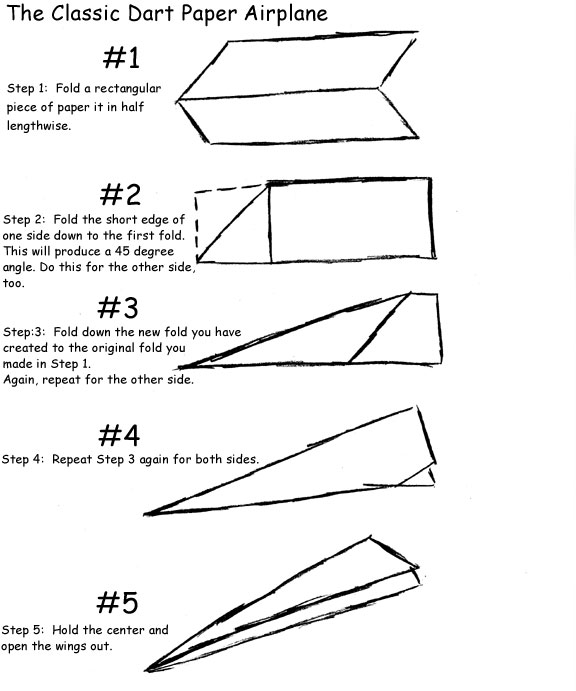 The Classic Dart Paper Airplane
#1
Step 1:  Fold a rectangular
piece of paper it in half
lengthwise.
#2
Step 2:  Fold the short edge of
one side down to the first fold.
This will produce a 45 degree
angle. Do this for the other side,
too.
#3
Step:3:  Fold down the new fold you have
created to the original fold you
made in Step 1.
Again, repeat for the other side.
#4
Step 4:  Repeat Step 3 again for both sides.
#5
Step 5:  Hold the center and
open the wings out.